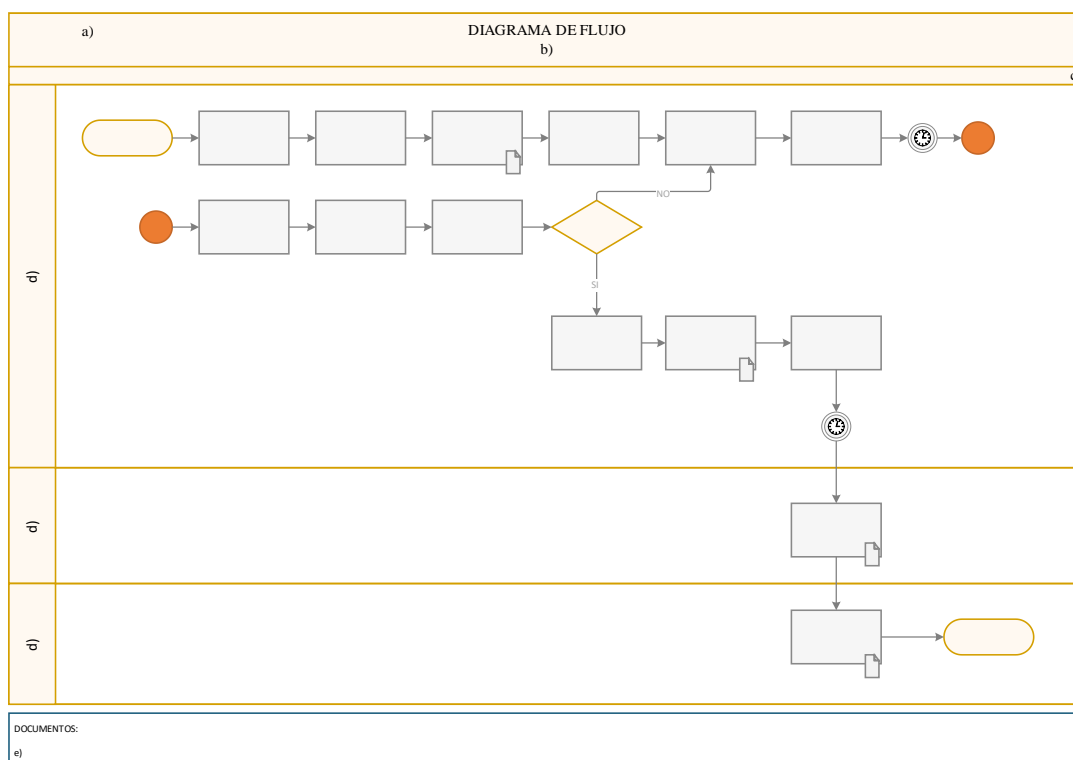 a)
DIAGRAMA DE FLUJO
b)
c
d)
NO
SI
d)
d)
DOCUMENTOS:
e)